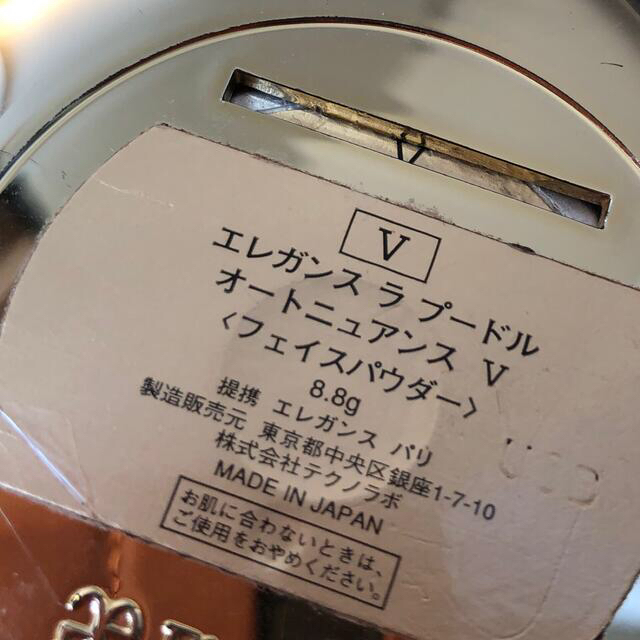 V
V
エレガンス ラ プードル
オートニュアンス V
〈フェイスパウダー〉
8.8g
提携 エレガンス パリ
製造販売元 東京都中央区銀座1-7-10
株式会社テクノラボ
MADE IN JAPAN
お肌に合わないときは、
ご使用をおやめください。